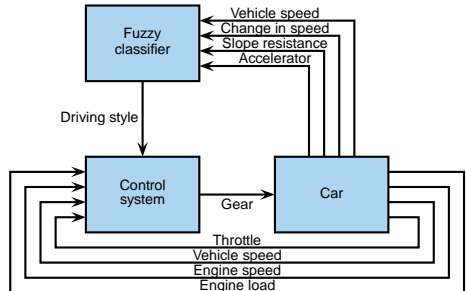 Vehicle speed
Change in speed
Slope resistance
Accelerator
Fuzzy
classifier
Driving style
Control
system
Gear
Car
Throttle
Vehicle speed
Engine speed
Engine load